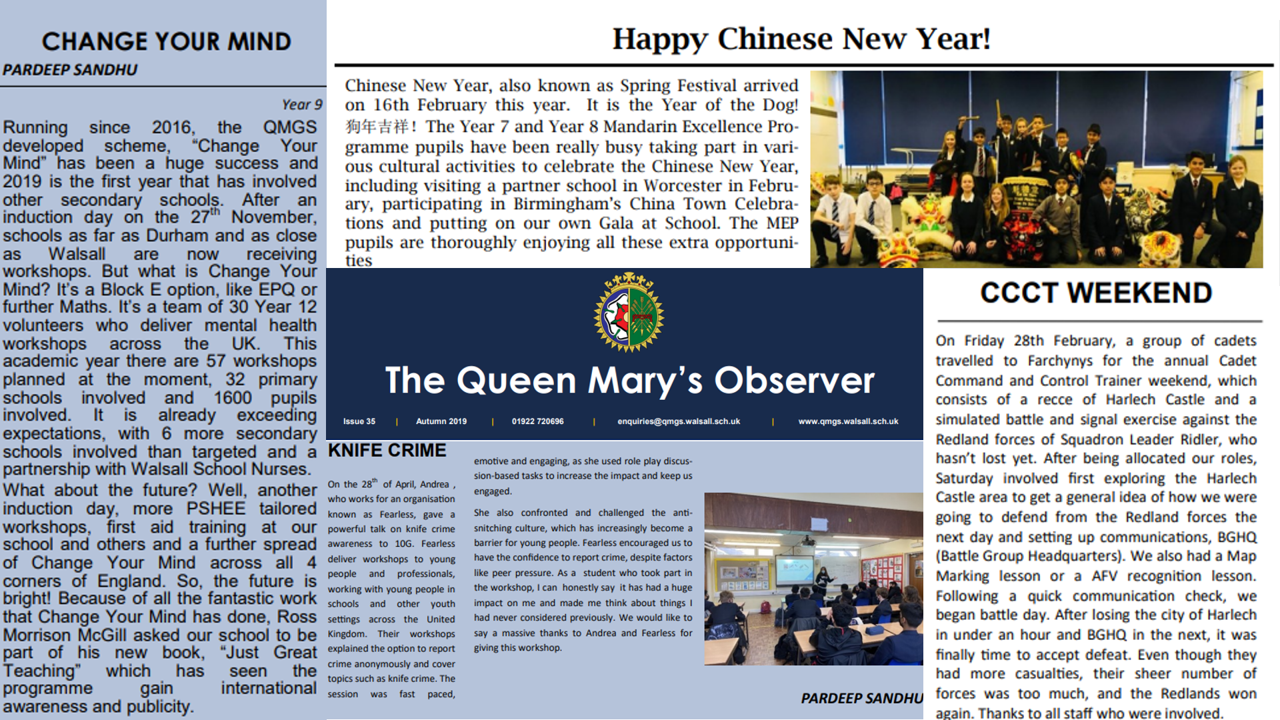 CHANGE YOUR MIND
PARDEEP SANDHU
Year 9
Running since 2016, the QMGS
developed scheme, “Change Your
Mind” has been a huge success and
2019 is the first year that has involved
other secondary schools. After an
induction day on the 27th November,
schools as far as Durham and as close
as Walsall are now receiving
workshops. But what is Change Your
Mind? It’s a Block E option, like EPQ or
further Maths. It’s a team of 30 Year 12
volunteers who deliver mental health
workshops across the UK. This
academic year there are 57 workshops
planned at the moment, 32 primary
schools involved and 1600 pupils
involved. It is already exceeding
expectations, with 6 more secondary
schools involved than targeted and a
partnership with Walsall School Nurses.
What about the future? Well, another
induction day, more PSHEE tailored
workshops, first aid training at our
school and others and a further spread
of Change Your Mind across all 4
corners of England. So, the future is
bright! Because of all the fantastic work
that Change Your Mind has done, Ross
Morrison McGill asked our school to be
part of his new book, “Just Great
Teaching” which has seen the
programme gain international
awareness and publicity.
Happy Chinese New Year!
Chinese New Year, also known as Spring Festival arrived
on 16th February this year. It is the Year of the Dog!
狗年吉祥! The Year 7 and Year 8 Mandarin Excellence Pro-
gramme pupils have been really busy taking part in vari-
ous cultural activities to celebrate the Chinese New Year,
including visiting a partner school in Worcester in Febru-
ary, participating in Birmingham’s China Town Celebra-
tions and putting on our own Gala at School. The MEP
pupils are thoroughly enjoying all these extra opportuni-
ties
The Queen Mary’s Observer
Issue 35 | Autumn 2019 | 01922 720696 | enquiries@qmgs.walsall.sch.uk | www.qmgs.walsall.sch.uk
KNIFE CRIME
On the 28th of April, Andrea ,
who works for an organisation
known as Fearless, gave a
powerful talk on knife crime
awareness to 10G. Fearless
deliver workshops to young
people and professionals,
working with young people in
schools and other youth
settings across the United
Kingdom. Their workshops
explained the option to report
crime anonymously and cover
topics such as knife crime. The
session was fast paced,
emotive and engaging, as she used role play discus-
sion-based tasks to increase the impact and keep us
engaged.
She also confronted and challenged the anti-
snitching culture, which has increasingly become a
barrier for young people. Fearless encouraged us to
have the confidence to report crime, despite factors
like peer pressure. As a student who took part in
the workshop, I can honestly say it has had a huge
impact on me and made me think about things I
had never considered previously. We would like to
say a massive thanks to Andrea and Fearless for
giving this workshop.
PARDEEP SANDHU
CCCT WEEKEND
On Friday 28th February, a group of cadets
travelled to Farchynys for the annual Cadet
Command and Control Trainer weekend, which
consists of a recce of Harlech Castle and a
simulated battle and signal exercise against the
Redland forces of Squadron Leader Ridler, who
hasn’t lost yet. After being allocated our roles,
Saturday involved first exploring the Harlech
Castle area to get a general idea of how we were
going to defend from the Redland forces the
next day and setting up communications, BGHQ
(Battle Group Headquarters). We also had a Map
Marking lesson or a AFV recognition lesson.
Following a quick communication check, we
began battle day. After losing the city of Harlech
in under an hour and BGHQ in the next, it was
finally time to accept defeat. Even though they
had more casualties, their sheer number of
forces was too much, and the Redlands won
again. Thanks to all staff who were involved.